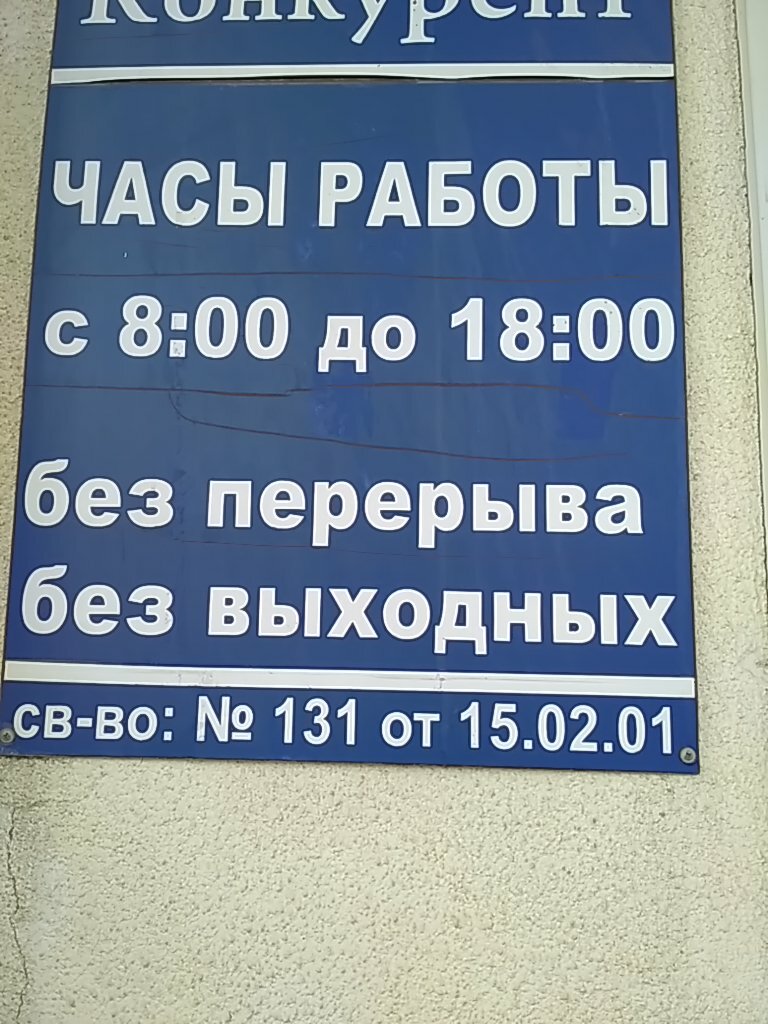 Конкурент
ЧАСЫ РАБОТЫ
с 8:00 до 18:00
без перерыва
без выходных
св-во: № 131 от 15.02.01